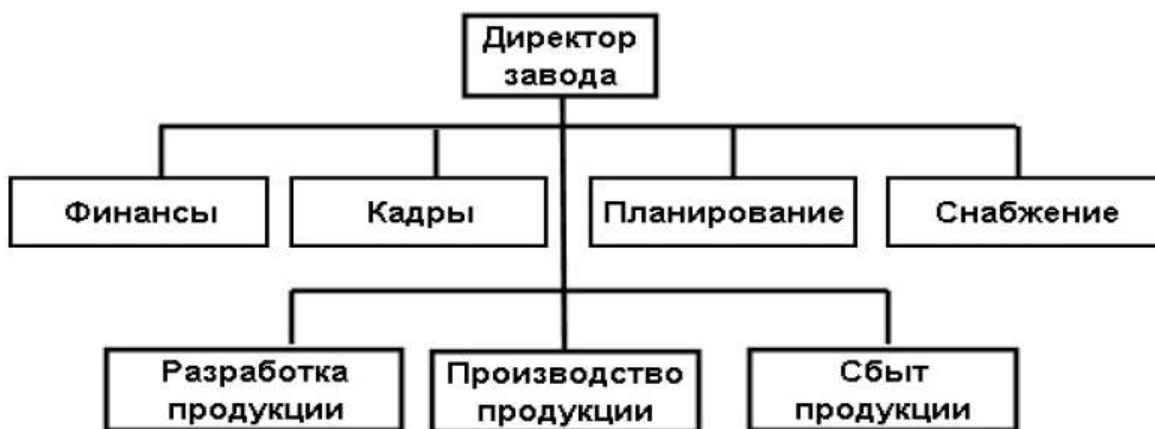 Директор
завода
Финансы
Кадры
Планирование
Снабжение
Разработка
продукции
Производство
продукции
Сбыт
продукции